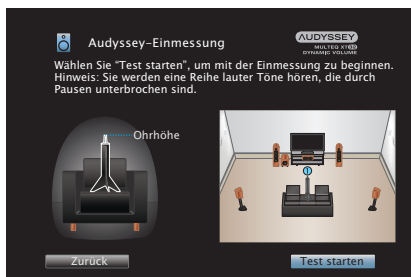 Audyssey-Einmessung
AUDYSSEY
MULTEQ XT32
DYNAMIC VOLUME
Wählen Sie “Test starten”, um mit der Einmessung zu beginnen.
Hinweis: Sie werden eine Reihe lauter Töne hören, die durch
Pausen unterbrochen sind.
Ohrhöhe
1
Zurück
Test starten